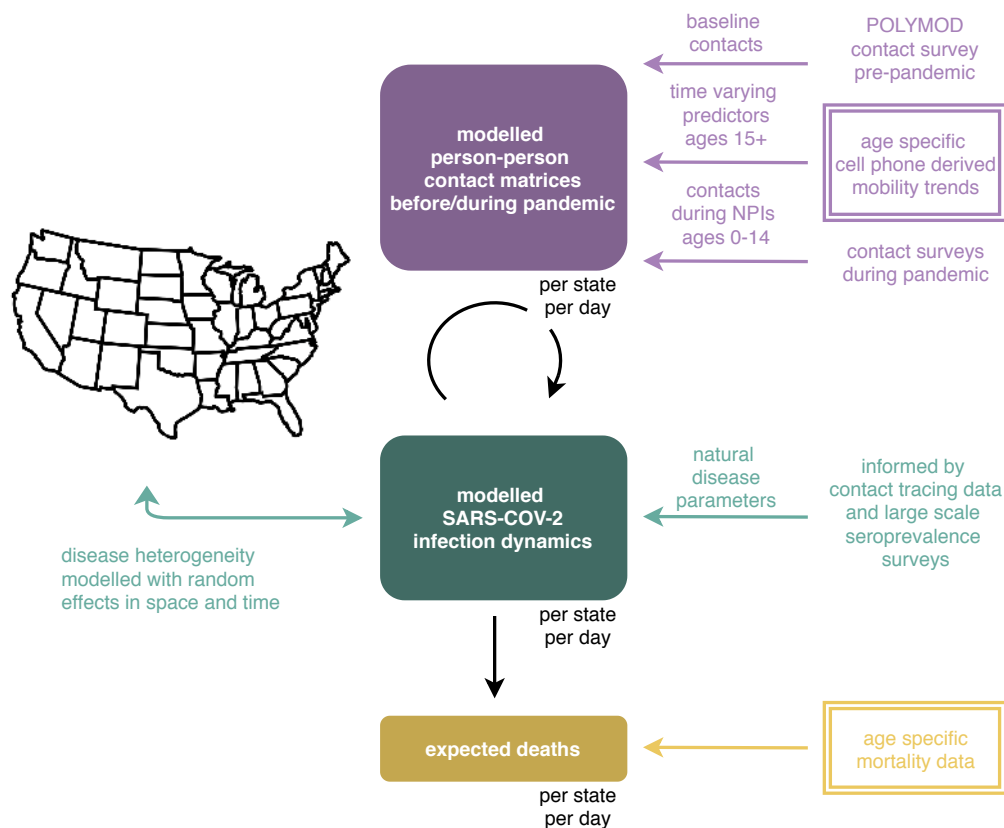 baseline
contacts
POLYMOD
contact survey
pre-pandemic
time varying
predictors
ages 15+
modelled
person-person
contact matrices
before/during pandemic
age specific
cell phone derived
mobility trends
contacts
during NPIs
ages 0-14
contact surveys
during pandemic
per state
per day
natural
disease
parameters
modelled
SARS-COV-2
infection dynamics
informed by
contact tracing data
and large scale
seroprevalence
surveys
disease heterogeneity
modelled with random
effects in space and time
per state
per day
expected deaths
age specific
mortality data
per state
per day